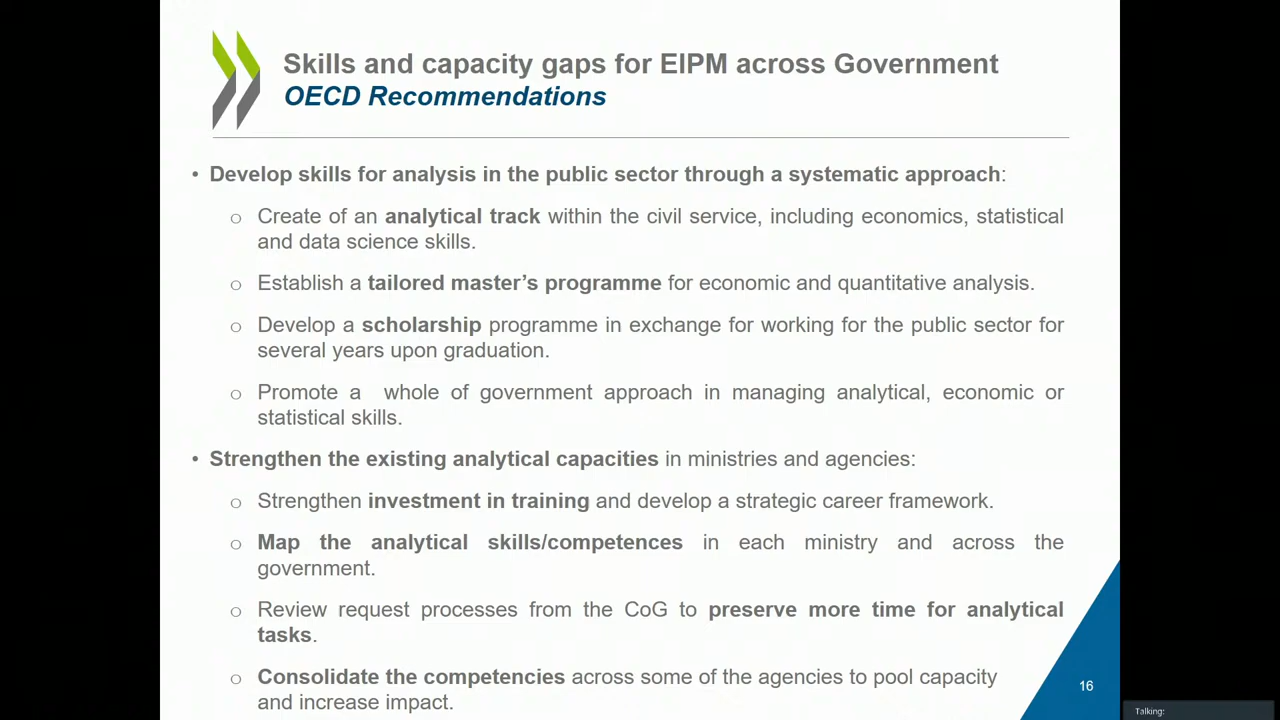 Skills and capacity gaps for EIPM across Government
OECD Recommendations
• Develop skills for analysis in the public sector through a systematic approach:
o Create of an analytical track within the civil service, including economics, statistical
and data science skills.
o Establish a tailored master’s programme for economic and quantitative analysis.
o Develop a scholarship programme in exchange for working for the public sector for
several years upon graduation.
o Promote a whole of government approach in managing analytical, economic or
statistical skills.
• Strengthen the existing analytical capacities in ministries and agencies:
o Strengthen investment in training and develop a strategic career framework.
o Map the analytical skills/competences in each ministry and across the
government.
o Review request processes from the CoG to preserve more time for analytical
tasks.
o Consolidate the competencies across some of the agencies to pool capacity
and increase impact.
16
Talking: